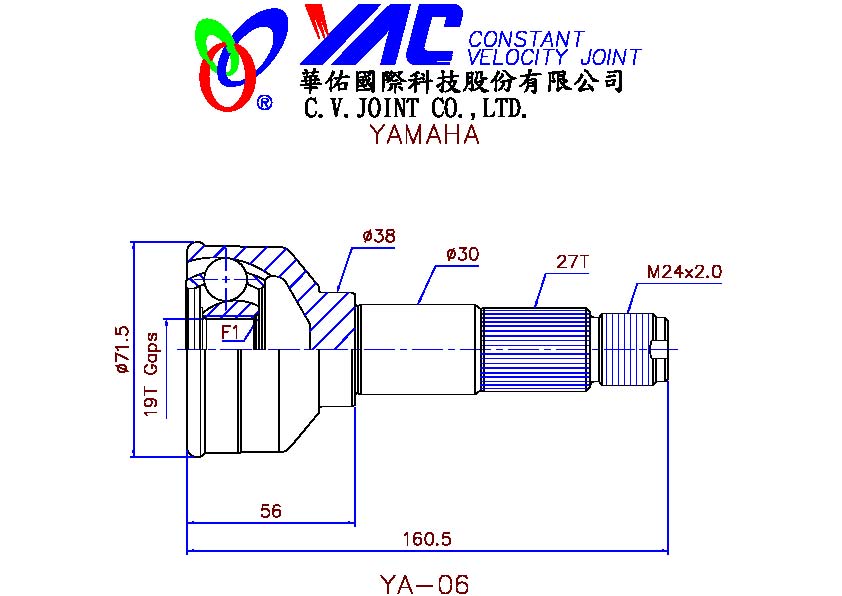 YAC CONSTANT
VELOCITY JOINT
華佑國際科技股份有限公司
®
C.V.JOINT CO.,LTD.
YAMAHA
ø38
ø30
27T
M24x2.0
F1
ø71.5
19T Gaps
56
160.5
YA-06